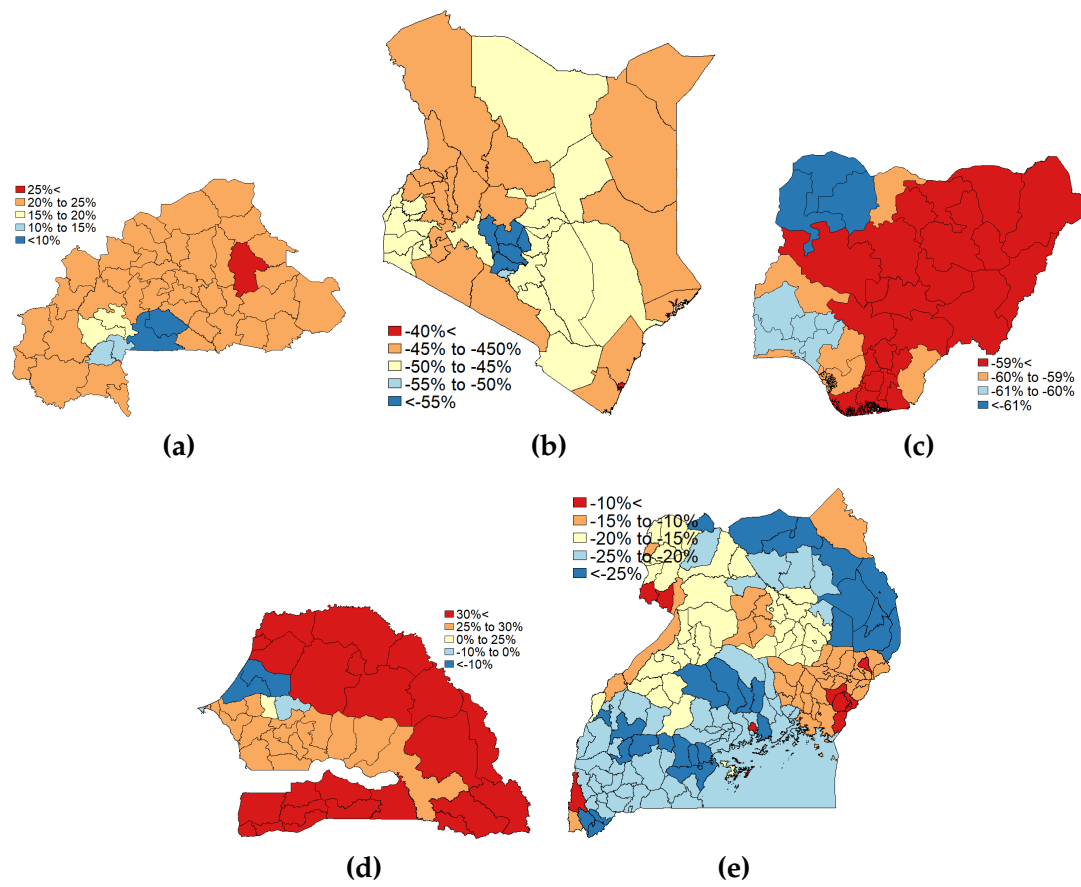 25%<
20% to 25%
15% to 20%
10% to 15%
<10%
(a)
-40%<
-45% to -450%
-50% to -45%
-55% to -50%
<-55%
(b)
-59%<
-60% to -59%
-61% to -60%
<-61%
(c)
30%<
25% to 30%
0% to 25%
-10% to 0%
<-10%
(d)
-10%<
-15% to -10%
-20% to -15%
-25% to -20%
<-25%
(e)